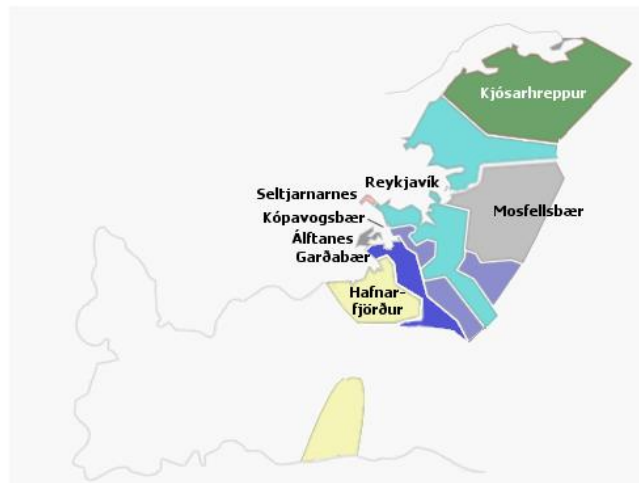 Kjósarhreppur
Reykjavík
Seltjarnarnes
Mosfellsbær
Kópavogsbær
Álftanes
Garðabær
Hafnar-
fjörður